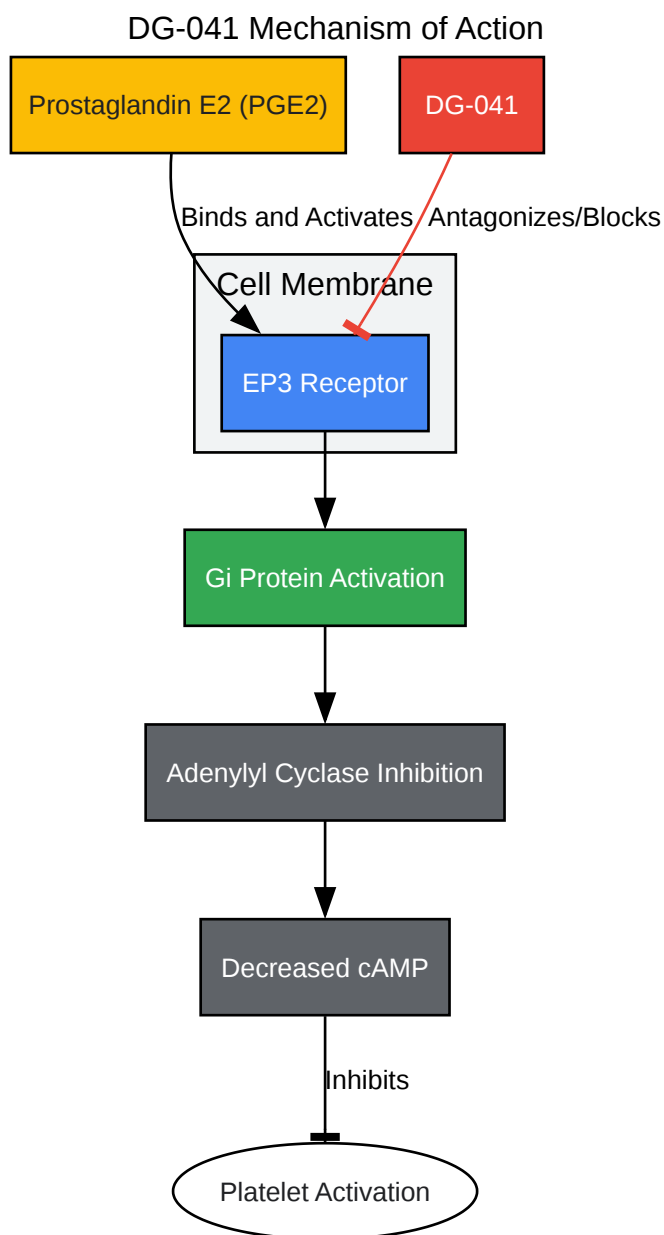 DG-041 Mechanism of Action
Prostaglandin E2 (PGE2)
DG-041
Binds and Activates
Antagonizes/Blocks
Cell Membrane
EP3 Receptor
Gi Protein Activation
Adenylyl Cyclase Inhibition
Decreased cAMP
Inhibits
Platelet Activation